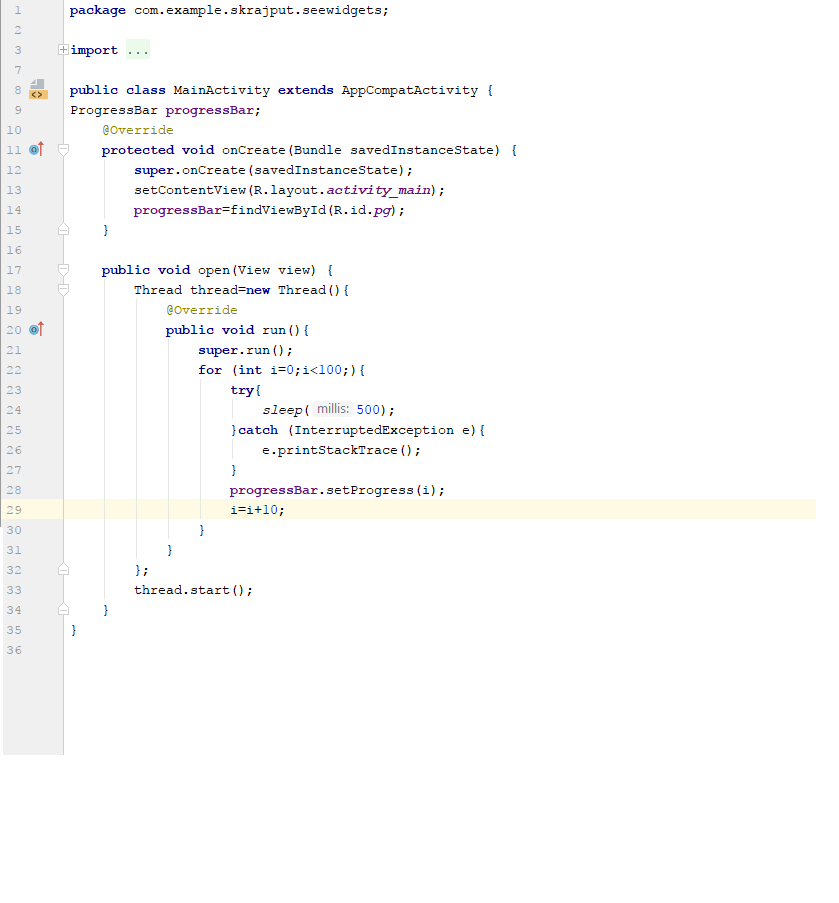 1 package com.example.skrajput.seewidgets;
2
3 import ...
7
8 public class MainActivity extends AppCompatActivity {
9 ProgressBar progressBar;
10 @Override
11 protected void onCreate(Bundle savedInstanceState) {
12 super.onCreate(savedInstanceState);
13 setContentView(R.layout.activity_main);
14 progressBar=findViewById(R.id.pg);
15 }
16
17 public void open(View view) {
18 Thread thread=new Thread(){
19 @Override
20 public void run(){
21 super.run();
22 for (int i=0;i<100;){
23 try{
24 sleep( millis: 500);
25 }catch (InterruptedException e){
26 e.printStackTrace();
27 }
28 progressBar.setProgress(i);
29 i=i+10;
30 }
31 }
32 };
33 thread.start();
34 }
35 }
36